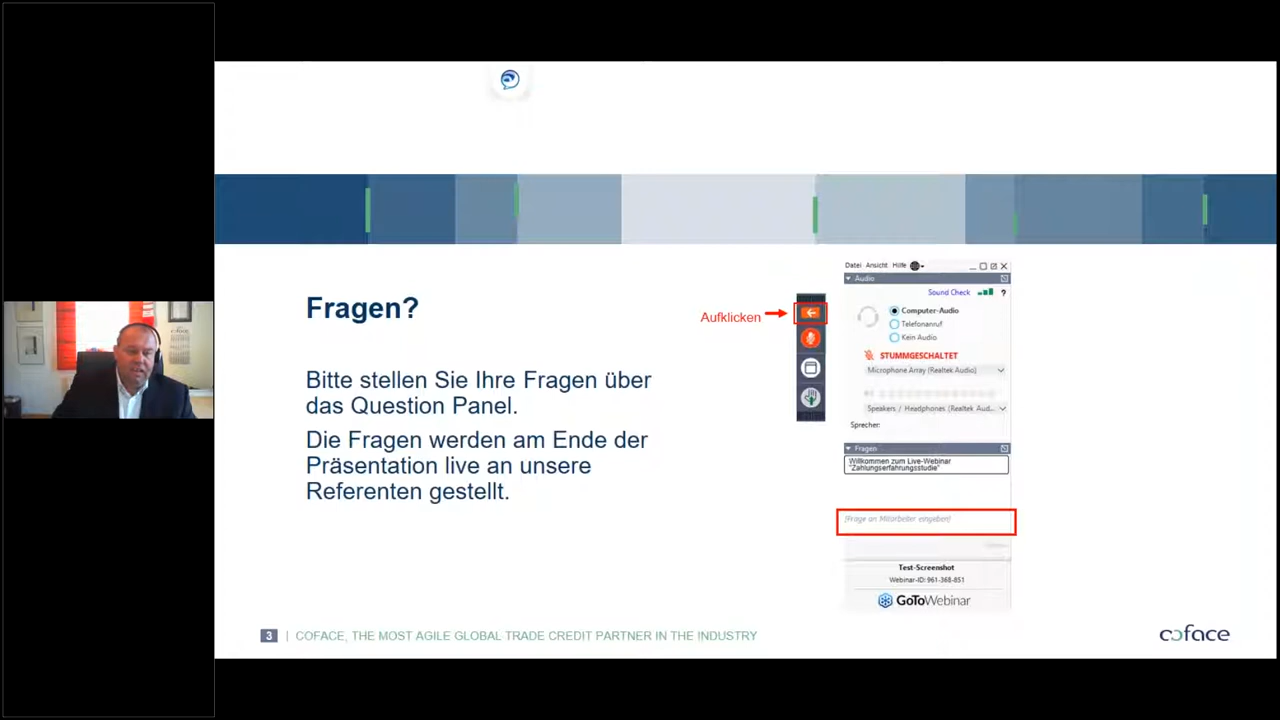 Fragen?
Bitte stellen Sie Ihre Fragen über
das Question Panel.
Die Fragen werden am Ende der
Präsentation live an unsere
Referenten gestellt.
Aufklicken
Datei Ansicht Hilfe
Audio
Sound Check ?
Computer-Audio
Telefonanruf
Kein Audio
STUMMGESCHALTET
Microphone Array (Realtek Audio)
Speakers / Headphones (Realtek Aud...
Sprecher:
Fragen
Willkommen zum Live-Webinar
"Zahlungserfahrungsstudie"
[Frage an Mitarbeiter eingeben]
Test-Screenshot
Webinar-ID: 961-368-851
GoToWebinar
3 | COFACE, THE MOST AGILE GLOBAL TRADE CREDIT PARTNER IN THE INDUSTRY
coface